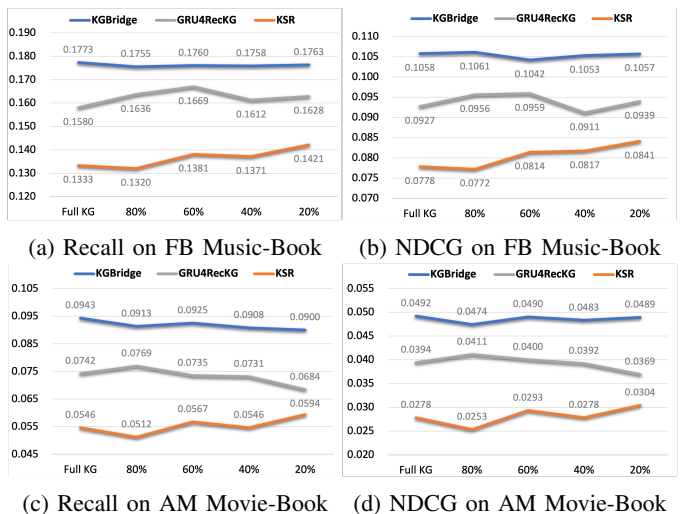 KGBridge GRU4RecKG KSR
0.190
0.180
0.170
0.160
0.150
0.140
0.130
0.120
0.1773 0.1755 0.1760 0.1758 0.1763
0.1580 0.1636 0.1669 0.1612 0.1628
0.1333 0.1320 0.1381 0.1371 0.1421
Full KG 80% 60% 40% 20%
(a) Recall on FB Music-Book
KGBridge GRU4RecKG KSR
0.110
0.105
0.100
0.095
0.090
0.085
0.080
0.075
0.070
0.1058 0.1061 0.1042 0.1053 0.1057
0.0927 0.0956 0.0959 0.0911 0.0939
0.0778 0.0772 0.0814 0.0817 0.0841
Full KG 80% 60% 40% 20%
(b) NDCG on FB Music-Book
KGBridge GRU4RecKG KSR
0.105
0.095
0.085
0.075
0.065
0.055
0.045
0.0943 0.0913 0.0925 0.0908 0.0900
0.0742 0.0769 0.0735 0.0731 0.0684
0.0546 0.0512 0.0567 0.0546 0.0594
Full KG 80% 60% 40% 20%
(c) Recall on AM Movie-Book
KGBridge GRU4RecKG KSR
0.055
0.050
0.045
0.040
0.035
0.030
0.025
0.020
0.0492 0.0474 0.0490 0.0483 0.0489
0.0394 0.0411 0.0400 0.0392 0.0369
0.0278 0.0253 0.0293 0.0278 0.0304
Full KG 80% 60% 40% 20%
(d) NDCG on AM Movie-Book